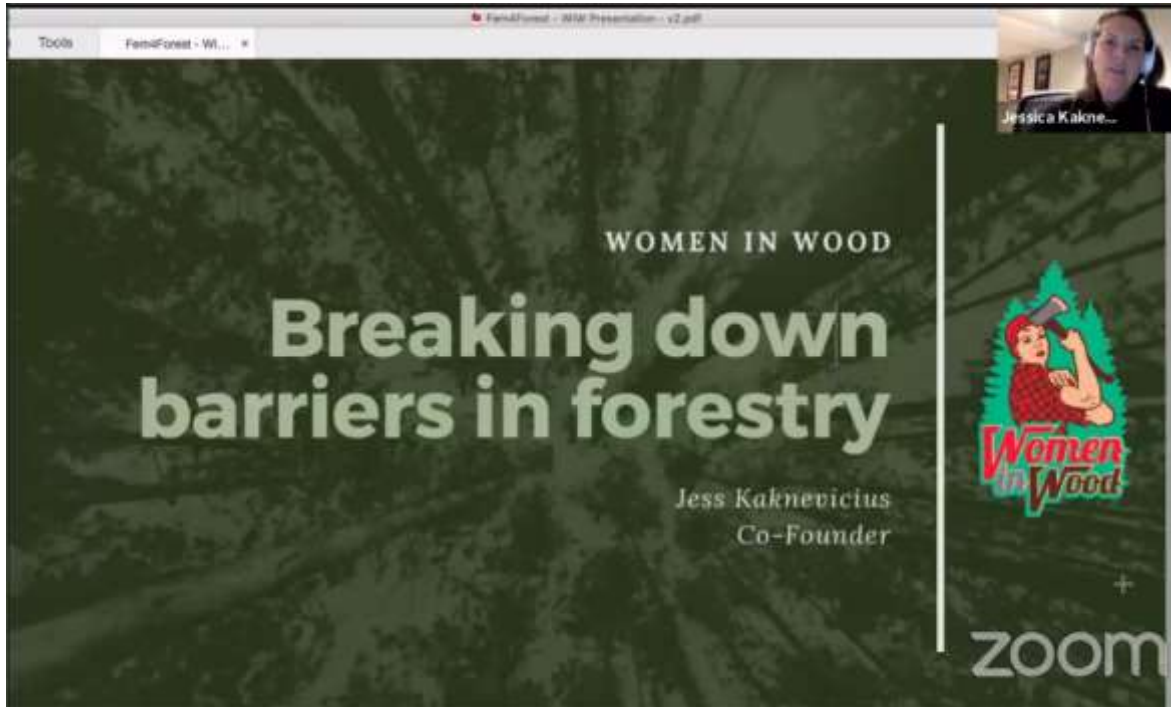 Fem4Forest - WIW Presentation - v2.pdf
Tools
Fem4Forest - WI... ×
Jessica Kakne...
WOMEN IN WOOD
Breaking down
barriers in forestry
Jess Kaknevicius
Co-Founder
Women
in Wood
zoom